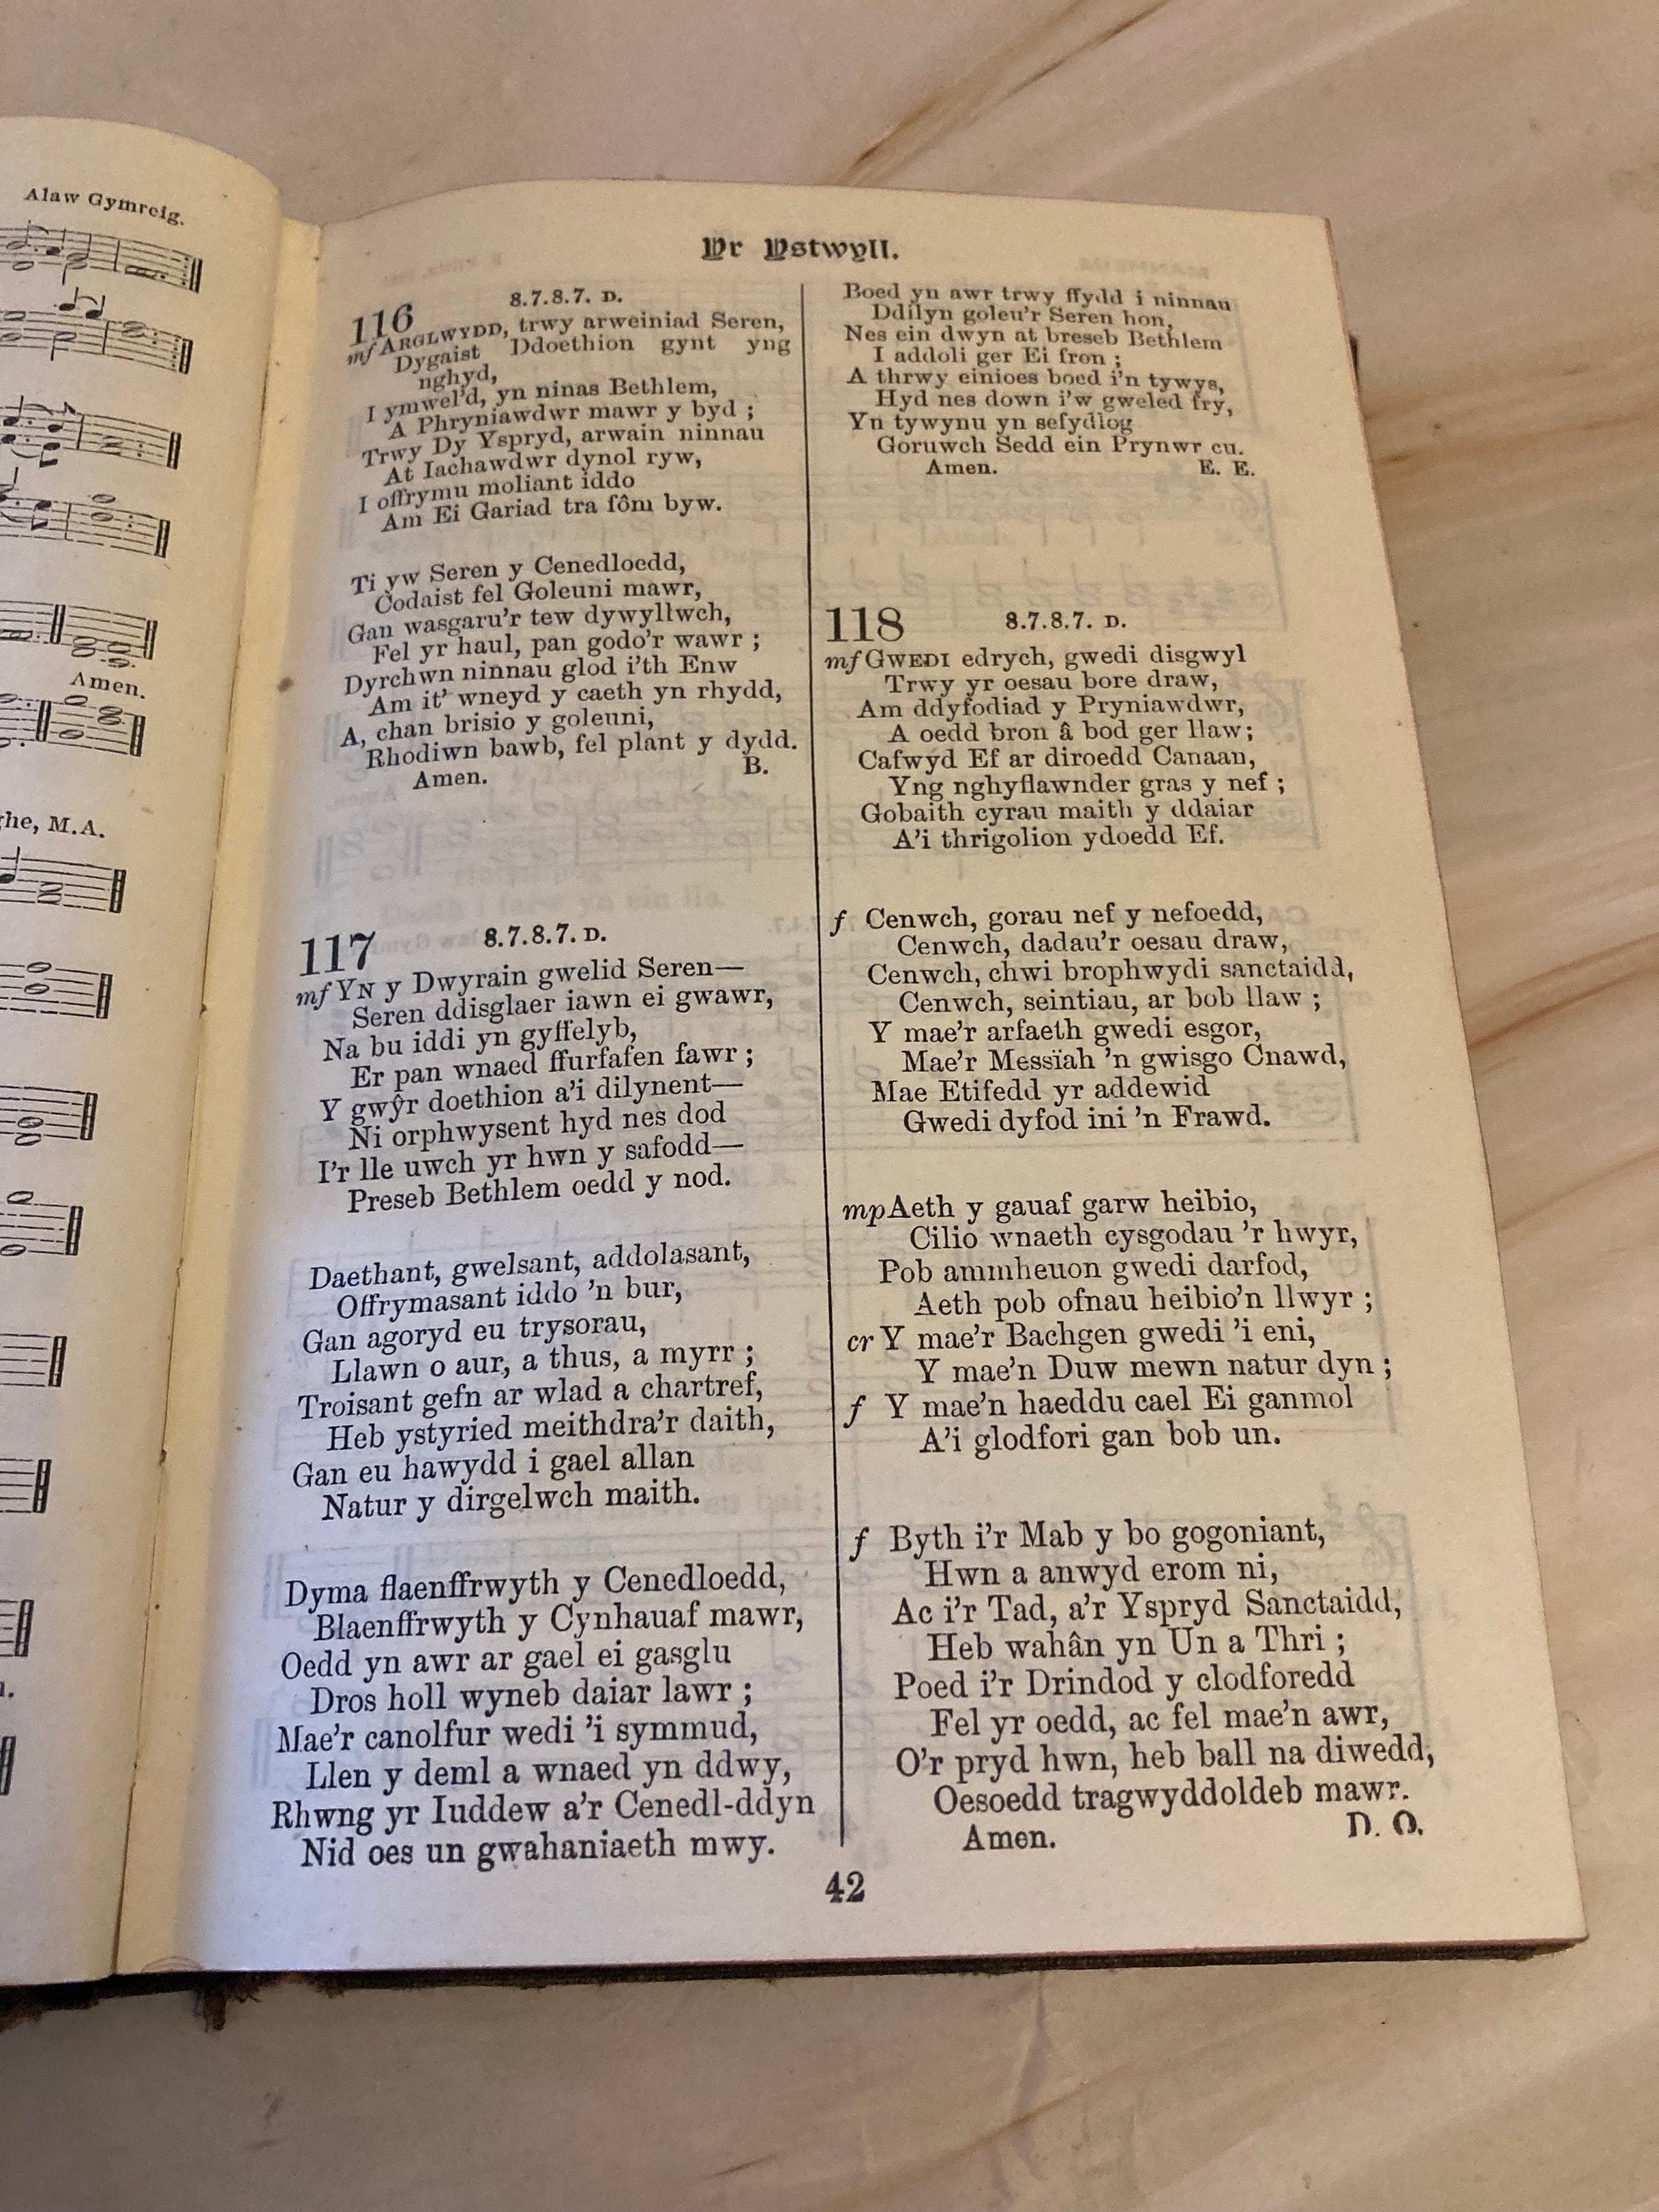 Alaw Gymreig.
Amen.
M.A.
Yr Ystwyll.
116
8.7.8.7. D.
mf ARGLWYDD, trwy arweiniad Seren,
Dygaist Ddoethion gynt yng
nghyd,
I ymwel'd, yn ninas Bethlem,
A Phryniawdwr mawr y byd ;
Trwy Dy Yspryd, arwain ninnau
At Iachawdwr dynol ryw,
I offrymu moliant iddo
Am Ei Gariad tra fôm byw.
Ti yw Seren y Cenedloedd,
Codaist fel Goleuni mawr,
Gan wasgaru'r tew dywyllwch,
Fel yr haul, pan godo'r wawr ;
Dyrchwn ninnau glod i'th Enw
Am it' wneyd y caeth yn rhydd,
A, chan brisio y goleuni,
Rhodiwn bawb, fel plant y dydd.
Amen. B.
117
8.7.8.7. D.
mf YN y Dwyrain gwelid Seren—
Seren ddisglaer iawn ei gwawr,
Na bu iddi yn gyffelyb,
Er pan wnaed ffurfafen fawr ;
Y gwŷr doethion a'i dilynent—
Ni orphwysent hyd nes dod
I'r lle uwch yr hwn y safodd—
Preseb Bethlem oedd y nod.
Daethant, gwelsant, addolasant,
Offrymasant iddo 'n bur,
Gan agoryd eu trysorau,
Llawn o aur, a thus, a myrr ;
Troisant gefn ar wlad a chartref,
Heb ystyried meithdra'r daith,
Gan eu hawydd i gael allan
Natur y dirgelwch maith.
Dyma flaenffrwyth y Cenedloedd,
Blaenffrwyth y Cynhauaf mawr,
Oedd yn awr ar gael ei gasglu
Dros holl wyneb daiar lawr ;
Mae'r canolfur wedi 'i symmud,
Llen y deml a wnaed yn ddwy,
Rhwng yr Iuddew a'r Cenedl-ddyn
Nid oes un gwahaniaeth mwy.
Boed yn awr trwy ffydd i ninnau
Ddilyn goleu'r Seren hon,
Nes ein dwyn at breseb Bethlem
I addoli ger Ei fron ;
A thrwy einioes boed i'n tywys,
Hyd nes down i'w gweled fry,
Yn tywynu yn sefydlog
Goruwch Sedd ein Prynwr cu.
Amen. E. E.
118
8.7.8.7. D.
mf GWEDI edrych, gwedi disgwyl
Trwy yr oesau bore draw,
Am ddyfodiad y Pryniawdwr,
A oedd bron â bod ger llaw;
Cafwyd Ef ar diroedd Canaan,
Yng nghyflawnder gras y nef ;
Gobaith cyrau maith y ddaiar
A'i thrigolion ydoedd Ef.
f Cenwch, gorau nef y nefoedd,
Cenwch, dadau'r oesau draw,
Cenwch, chwi brophwydi sanctaidd,
Cenwch, seintiau, ar bob llaw ;
Y mae'r arfaeth gwedi esgor,
Mae'r Messïah 'n gwisgo Cnawd,
Mae Etifedd yr addewid
Gwedi dyfod ini 'n Frawd.
mp Aeth y gauaf garw heibio,
Cilio wnaeth cysgodau 'r hwyr,
Pob ammheuon gwedi darfod,
Aeth pob ofnau heibio'n llwyr ;
cr Y mae'r Bachgen gwedi 'i eni,
Y mae'n Duw mewn natur dyn ;
f Y mae'n haeddu cael Ei ganmol
A'i glodfori gan bob un.
f Byth i'r Mab y bo gogoniant,
Hwn a anwyd erom ni,
Ac i'r Tad, a'r Yspryd Sanctaidd,
Heb wahân yn Un a Thri ;
Poed i'r Drindod y clodforedd
Fel yr oedd, ac fel mae'n awr,
O'r pryd hwn, heb ball na diwedd,
Oesoedd tragwyddoldeb mawr.
Amen. D. O.
42